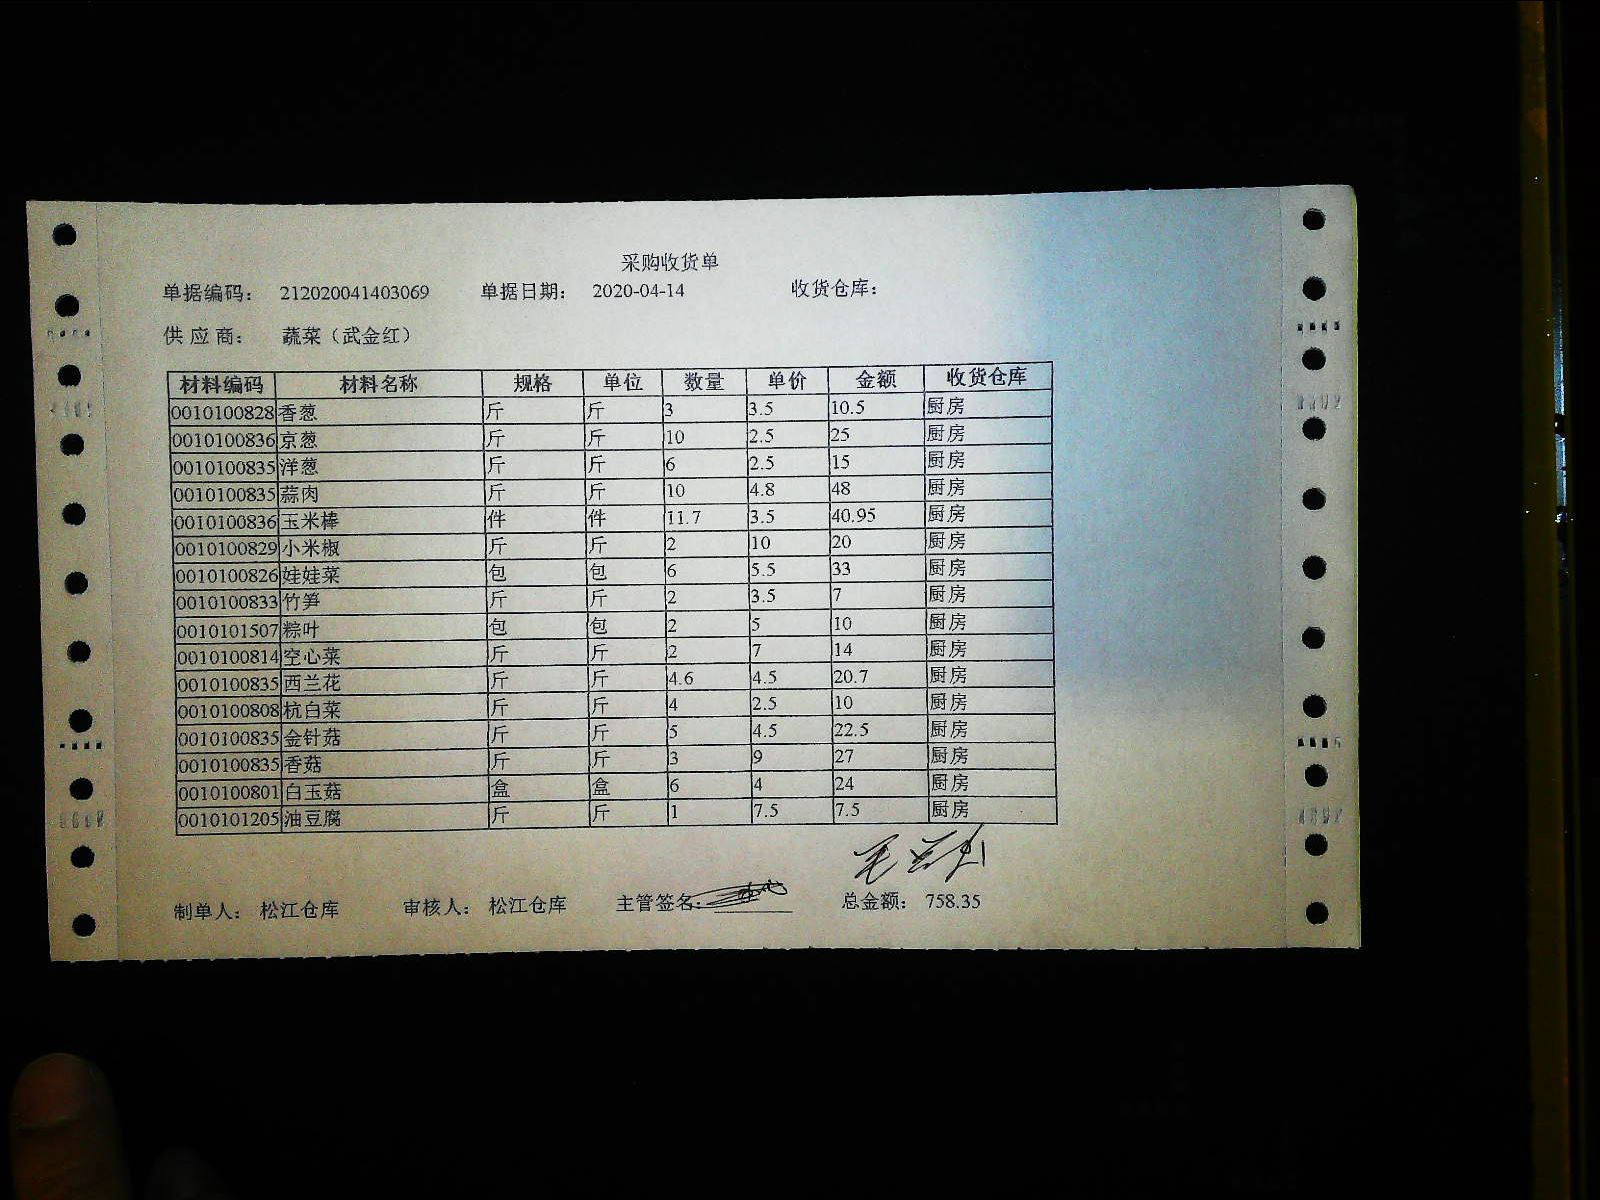 采购收货单
单据编码： 212020041403069 单据日期： 2020-04-14 收货仓库：
供 应 商： 蔬菜（武金红）
材料编码 材料名称 规格 单位 数量 单价 金额 收货仓库
0010100828 香葱 斤 斤 3 3.5 10.5 厨房
0010100836 京葱 斤 斤 10 2.5 25 厨房
0010100835 洋葱 斤 斤 6 2.5 15 厨房
0010100835 蒜肉 斤 斤 10 4.8 48 厨房
0010100836 玉米棒 件 件 11.7 3.5 40.95 厨房
0010100829 小米椒 斤 斤 2 10 20 厨房
0010100826 娃娃菜 包 包 6 5.5 33 厨房
0010100833 竹笋 斤 斤 2 3.5 7 厨房
0010101507 粽叶 包 包 2 5 10 厨房
0010100814 空心菜 斤 斤 2 7 14 厨房
0010100835 西兰花 斤 斤 4.6 4.5 20.7 厨房
0010100808 杭白菜 斤 斤 4 2.5 10 厨房
0010100835 金针菇 斤 斤 5 4.5 22.5 厨房
0010100835 香菇 斤 斤 3 9 27 厨房
0010100801 白玉菇 盒 盒 6 4 24 厨房
0010101205 油豆腐 斤 斤 1 7.5 7.5 厨房
制单人： 松江仓库 审核人： 松江仓库 主管签名： 总金额： 758.35